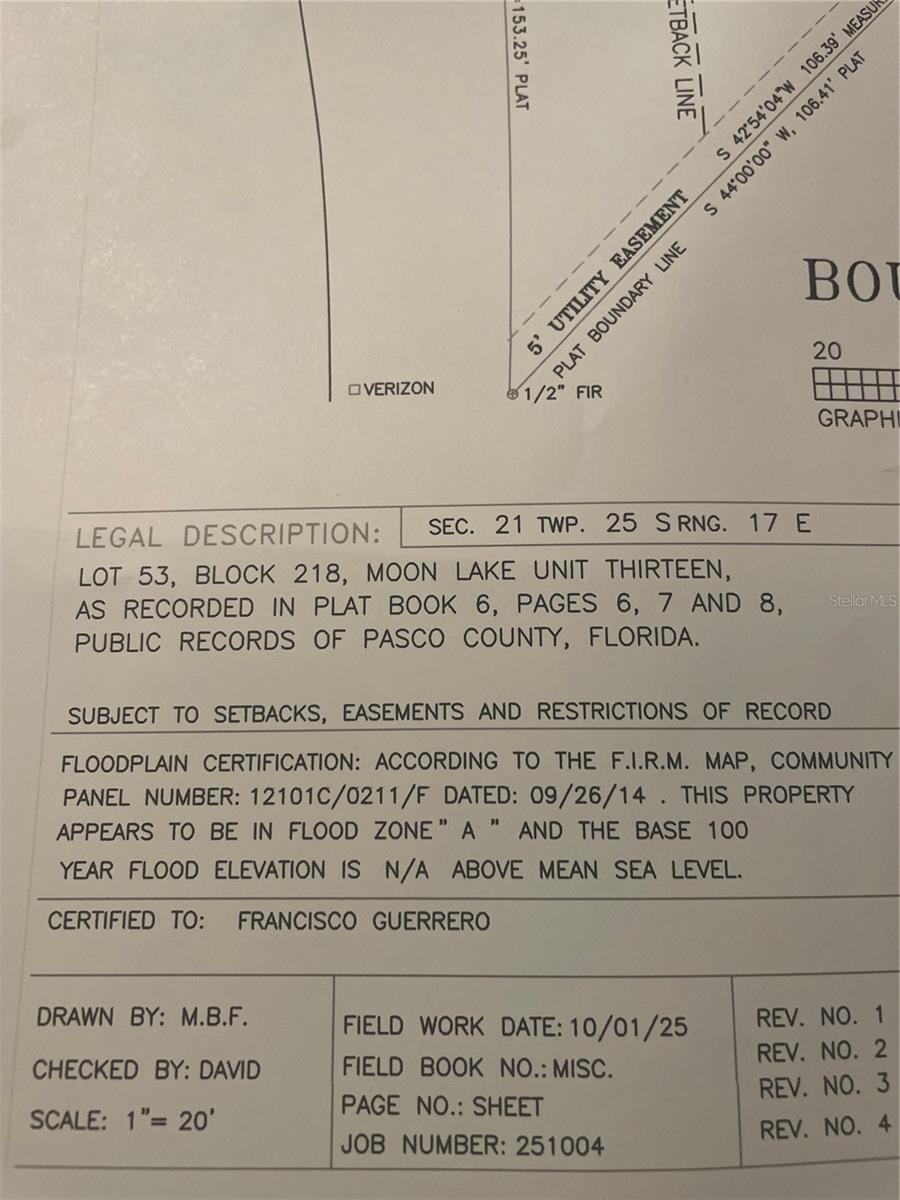 153.25' PLAT
ETBACK LINE
S 42°54'04"W 106.39' MEASUR
S 44°00'00" W, 106.41' PLAT
5' UTILITY EASEMENT
PLAT BOUNDARY LINE
BOU
20
GRAPHI
□VERIZON
1/2" FIR
LEGAL DESCRIPTION: SEC. 21 TWP. 25 S RNG. 17 E
LOT 53, BLOCK 218, MOON LAKE UNIT THIRTEEN,
AS RECORDED IN PLAT BOOK 6, PAGES 6, 7 AND 8,
PUBLIC RECORDS OF PASCO COUNTY, FLORIDA.
StellarMLS
SUBJECT TO SETBACKS, EASEMENTS AND RESTRICTIONS OF RECORD
FLOODPLAIN CERTIFICATION: ACCORDING TO THE F.I.R.M. MAP, COMMUNITY
PANEL NUMBER: 12101C/0211/F DATED: 09/26/14 . THIS PROPERTY
APPEARS TO BE IN FLOOD ZONE" A " AND THE BASE 100
YEAR FLOOD ELEVATION IS N/A ABOVE MEAN SEA LEVEL.
CERTIFIED TO: FRANCISCO GUERRERO
DRAWN BY: M.B.F.
CHECKED BY: DAVID
SCALE: 1"= 20'
FIELD WORK DATE: 10/01/25
FIELD BOOK NO.: MISC.
PAGE NO.: SHEET
JOB NUMBER: 251004
REV. NO. 1
REV. NO. 2
REV. NO. 3
REV. NO. 4